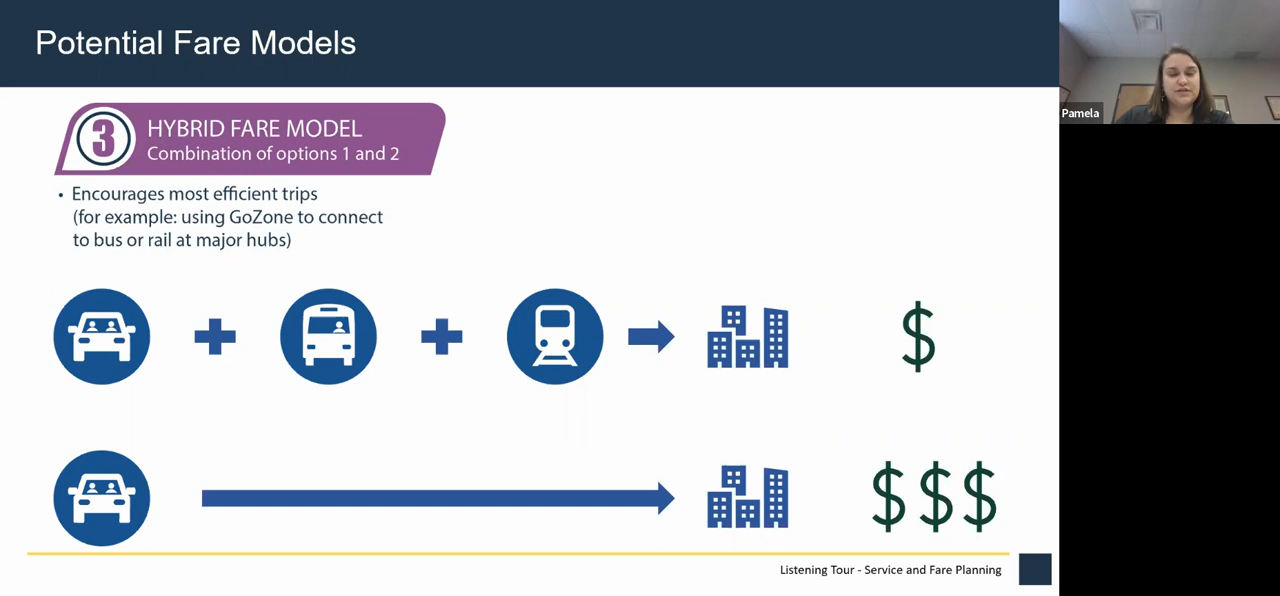 Potential Fare Models
3
HYBRID FARE MODEL
Combination of options 1 and 2
• Encourages most efficient trips
(for example: using GoZone to connect
to bus or rail at major hubs)
$
$$$
Listening Tour - Service and Fare Planning
Pamela